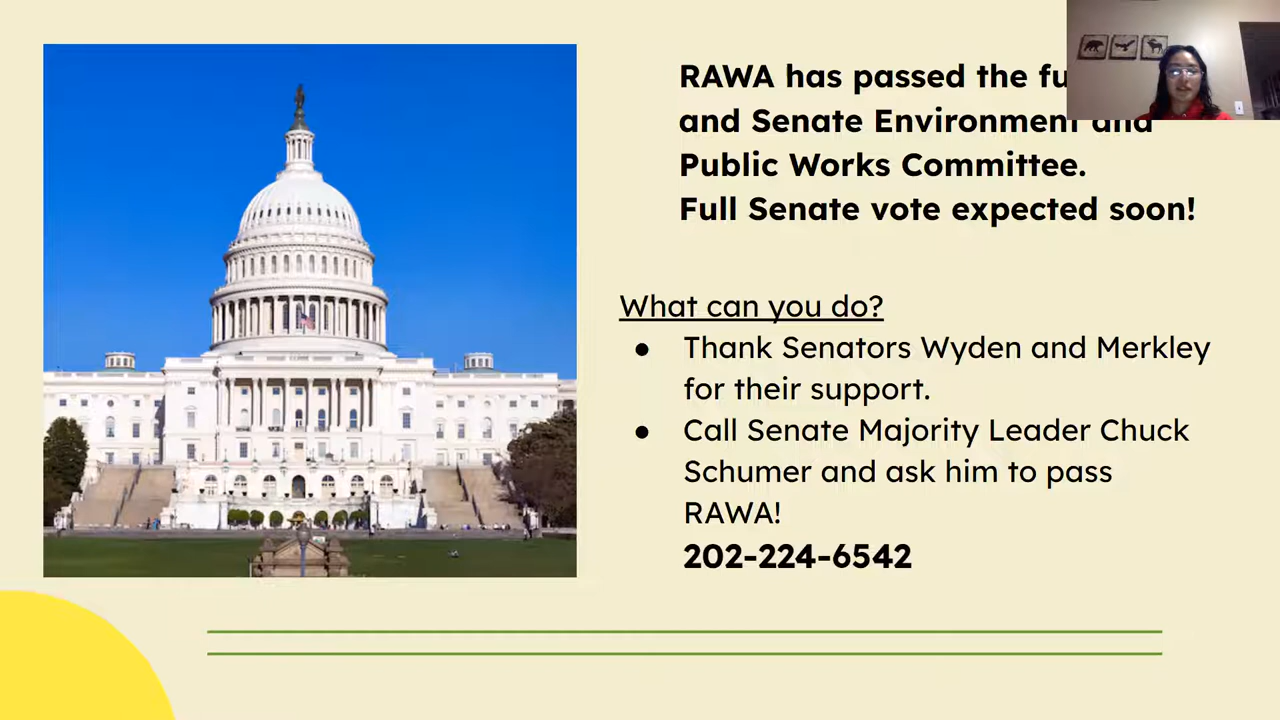 RAWA has passed the
and Senate Environment and
Public Works Committee.
Full Senate vote expected soon!
What can you do?
● Thank Senators Wyden and Merkley
for their support.
● Call Senate Majority Leader Chuck
Schumer and ask him to pass
RAWA!
202-224-6542